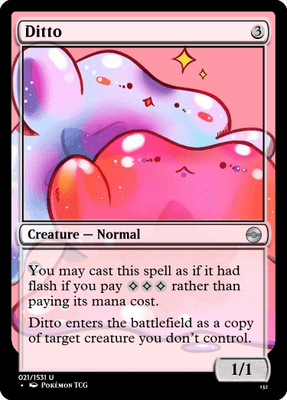 Ditto 3
Creature — Normal
You may cast this spell as if it had
flash if you pay ◇◇◇ rather than
paying its mana cost.
Ditto enters the battlefield as a copy
of target creature you don't control.
1/1
021/1531 U
• Pokémon TCG